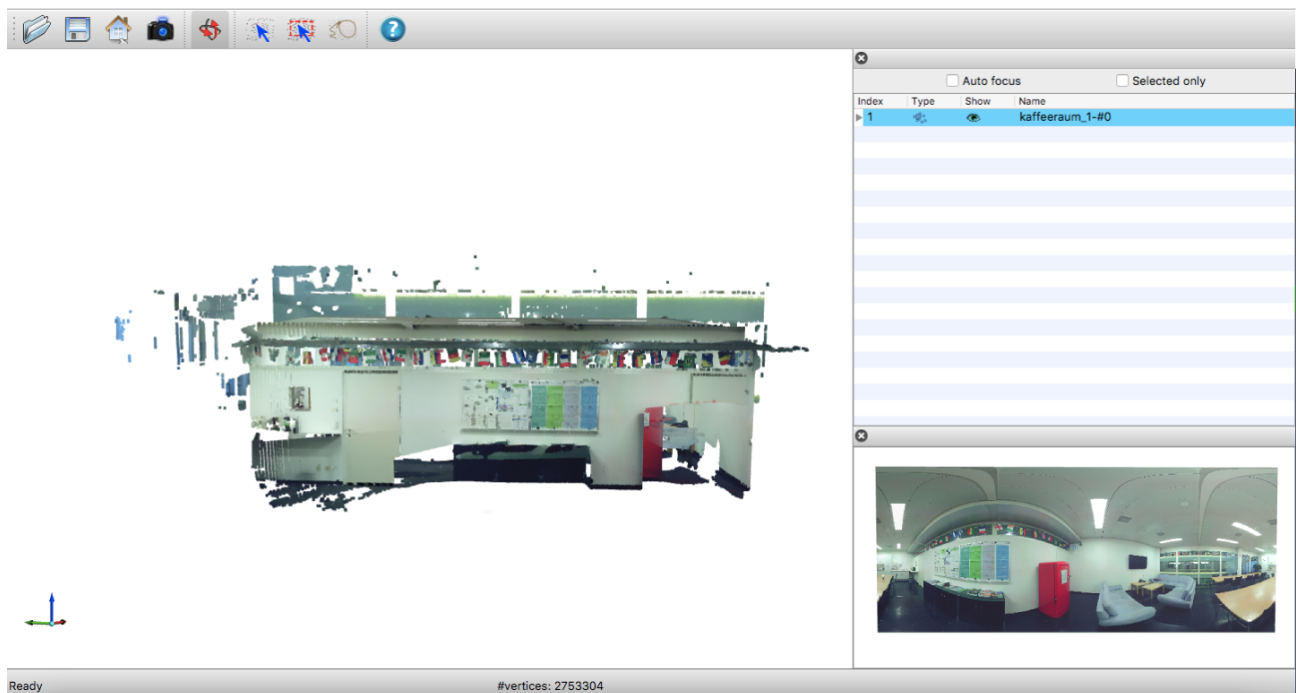 ?
Auto focus Selected only
Index Type Show Name
1 kaffeeraum_1-#0
Ready #vertices: 2753304